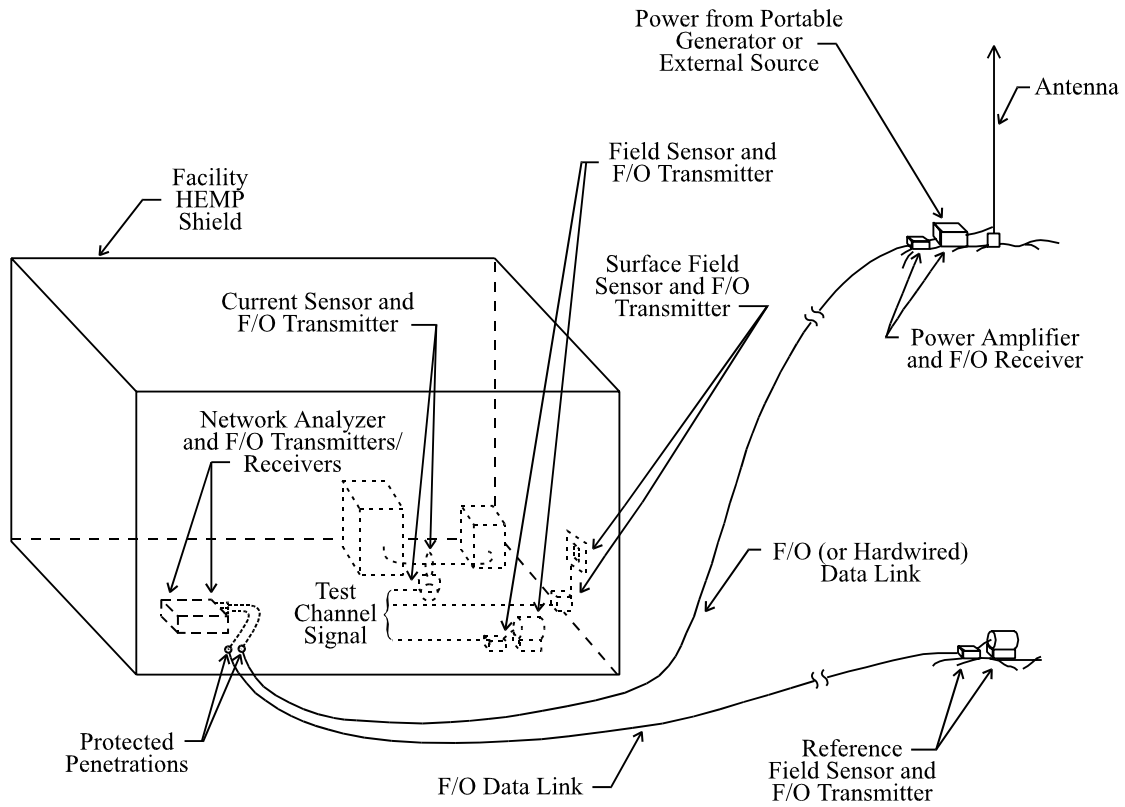 Power from Portable
Generator or
External Source
Antenna
Field Sensor and
F/O Transmitter
Facility
HEMP
Shield
Surface Field
Sensor and F/O
Transmitter
Current Sensor and
F/O Transmitter
Power Amplifier
and F/O Receiver
Network Analyzer
and F/O Transmitters/
Receivers
F/O (or Hardwired)
Data Link
Test
Channel
Signal
Protected
Penetrations
Reference
Field Sensor and
F/O Transmitter
F/O Data Link